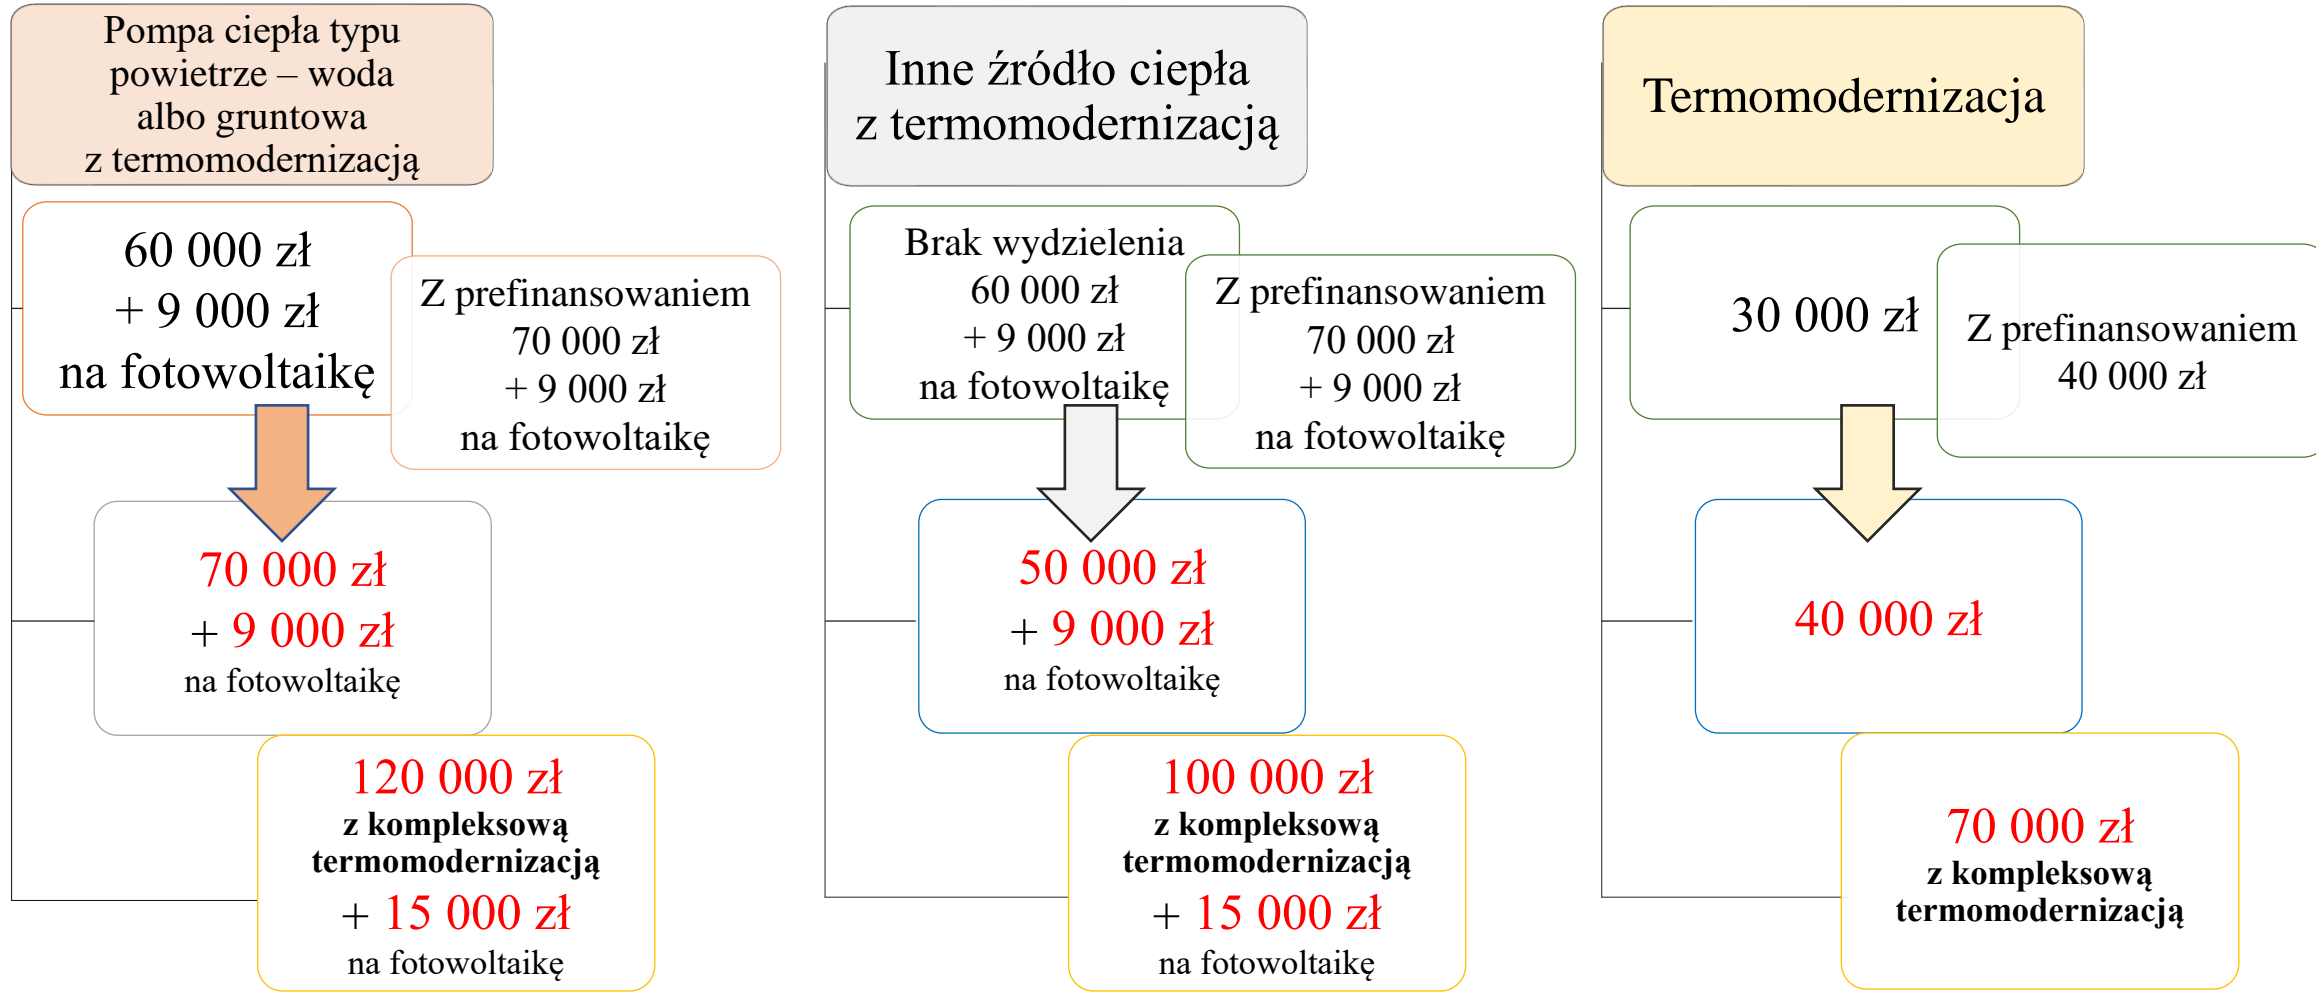 Pompa ciepła typu
powietrze – woda
albo gruntowa
z termomodernizacją
60 000 zł
+ 9 000 zł
na fotowoltaikę
Z prefinansowaniem
70 000 zł
+ 9 000 zł
na fotowoltaikę
70 000 zł
+ 9 000 zł
na fotowoltaikę
120 000 zł
z kompleksową
termomodernizacją
+ 15 000 zł
na fotowoltaikę
Inne źródło ciepła
z termomodernizacją
Brak wydzielenia
60 000 zł
+ 9 000 zł
na fotowoltaikę
Z prefinansowaniem
70 000 zł
+ 9 000 zł
na fotowoltaikę
50 000 zł
+ 9 000 zł
na fotowoltaikę
100 000 zł
z kompleksową
termomodernizacją
+ 15 000 zł
na fotowoltaikę
Termomodernizacja
30 000 zł
Z prefinansowaniem
40 000 zł
40 000 zł
70 000 zł
z kompleksową
termomodernizacją